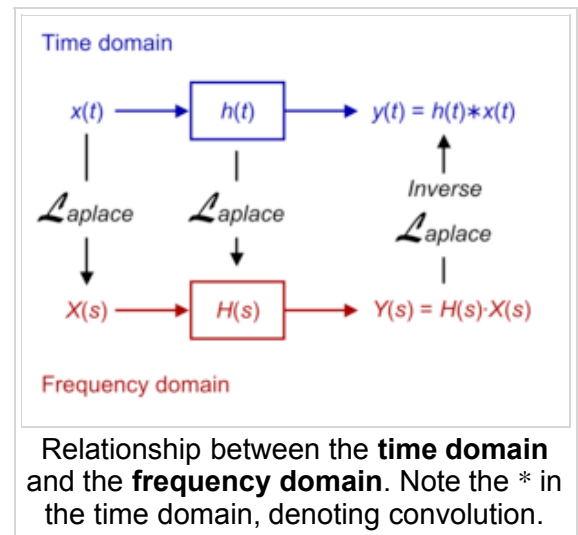 Time domain
x(t) h(t) y(t) = h(t)∗x(t)
Inverse
Laplace Laplace Laplace
X(s) H(s) Y(s) = H(s)·X(s)
Frequency domain
Relationship between the time domain
and the frequency domain. Note the * in
the time domain, denoting convolution.